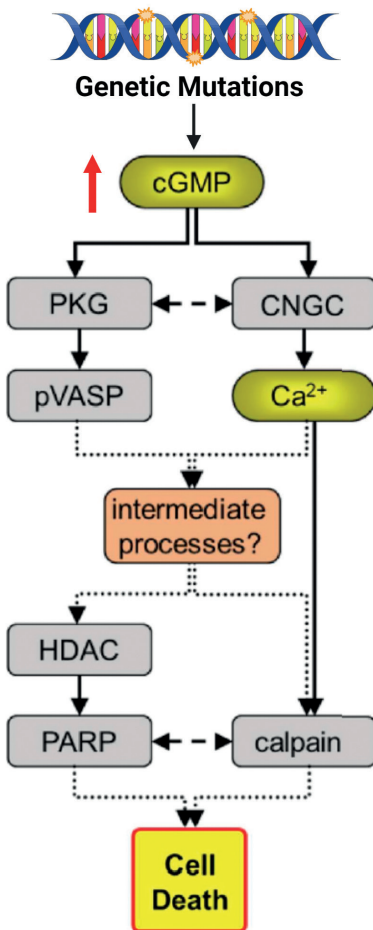 Genetic Mutations
cGMP
PKG
CNGC
pVASP
Ca²⁺
intermediate
processes?
HDAC
PARP
calpain
Cell
Death